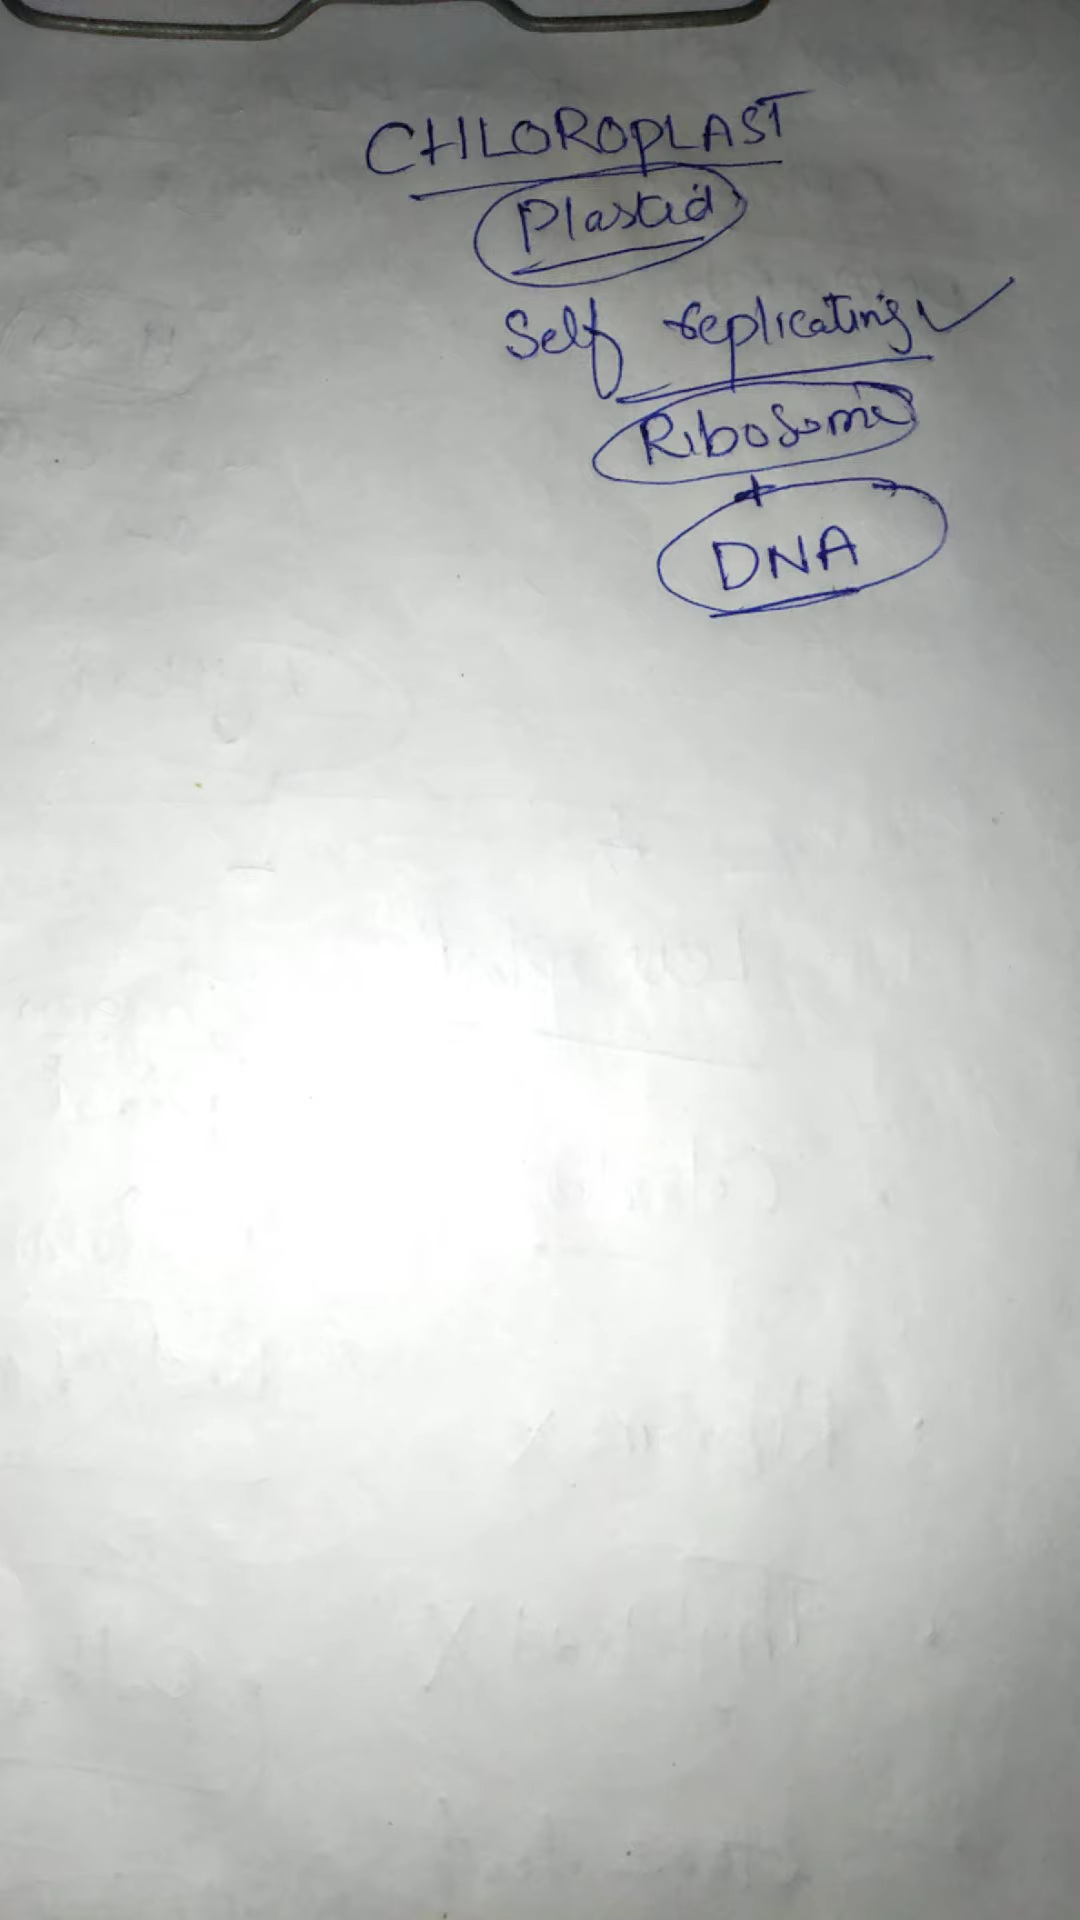 CHLOROPLAST
Plastid
Self replicating ✓
Ribosome
+
DNA